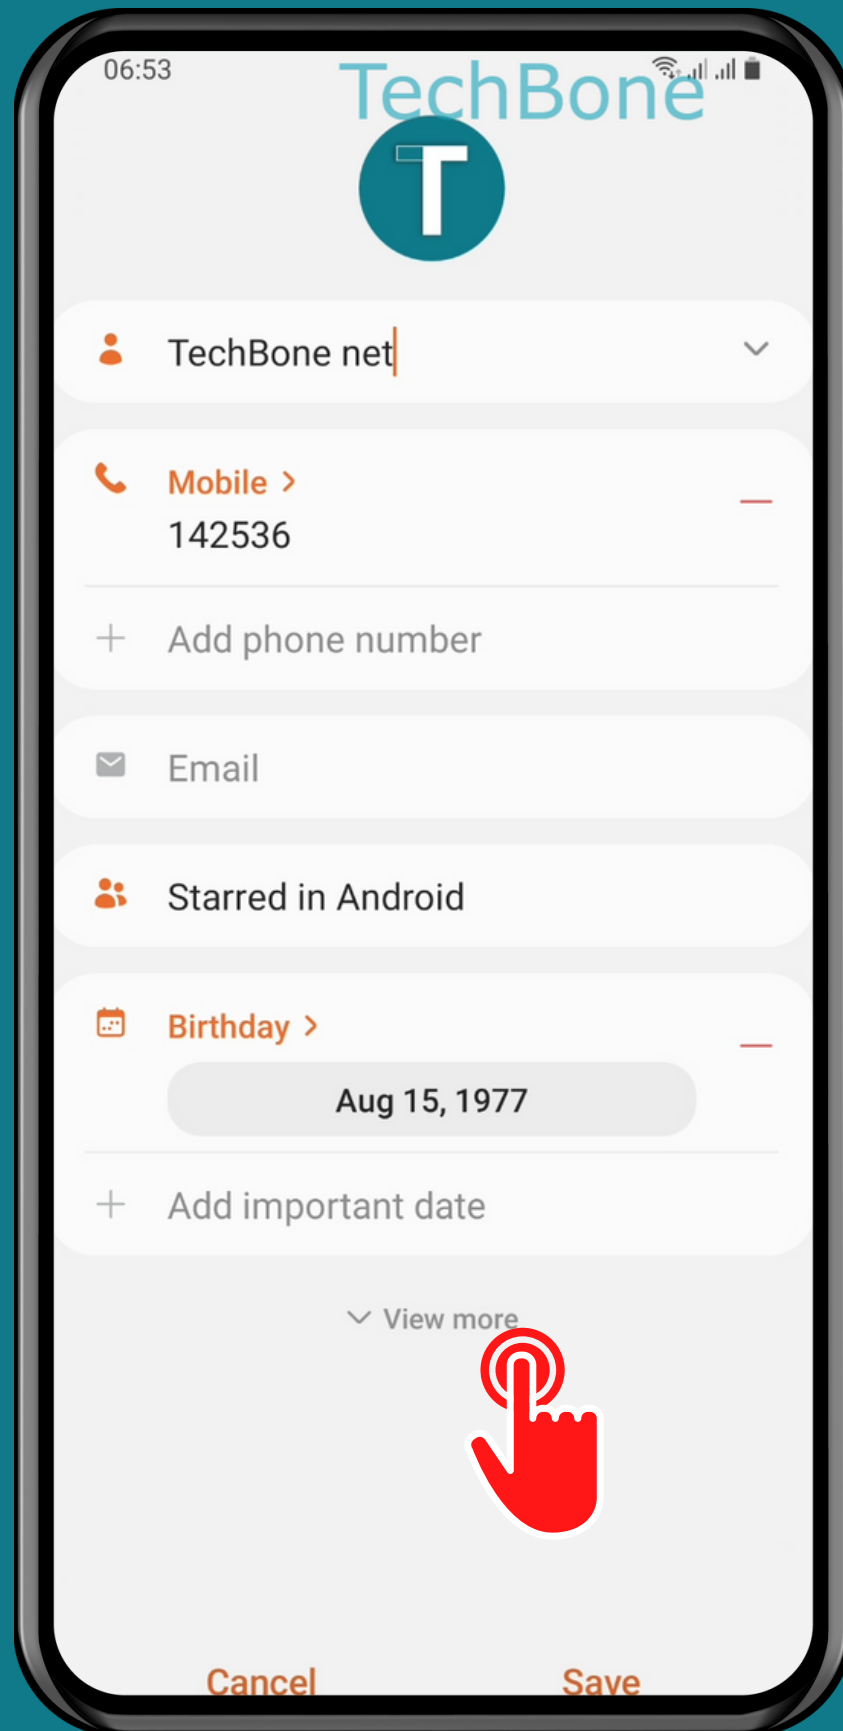 06:53
TechBone
T
TechBone net
Mobile >
142536
Add phone number
Email
Starred in Android
Birthday >
Aug 15, 1977
Add important date
View more
Cancel
Save